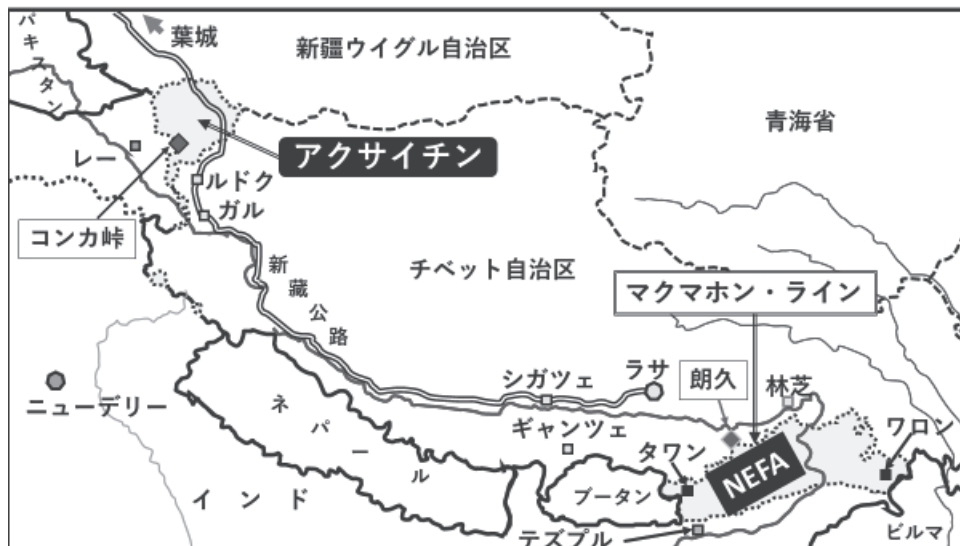 パキスタン
葉城
新疆ウイグル自治区
青海省
アクサイチン
レー
ルドク
ガル
コンカ峠
新藏公路
チベット自治区
マクマホン・ライン
ニューデリー
シガツェ
ラサ
朗久
林芝
ネパール
ギャンツェ
タワン
ワロン
NEFA
インド
ブータン
テズプル
ビルマ